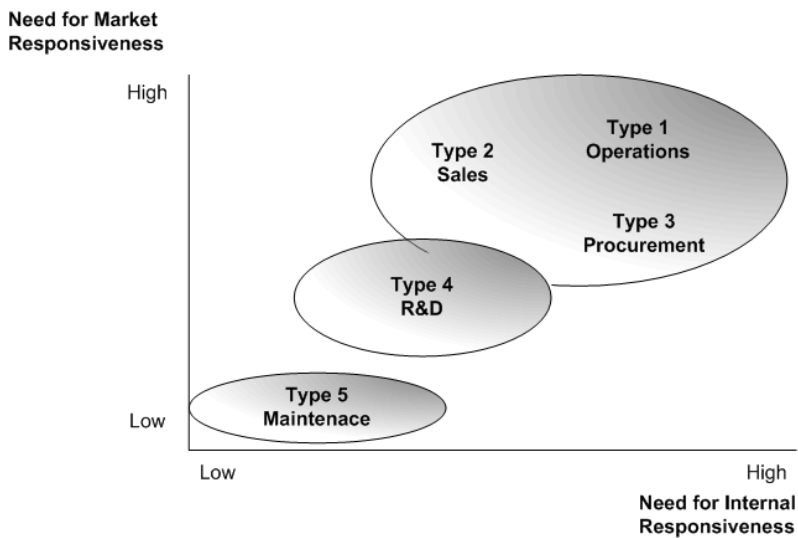 Need for Market
Responsiveness
High
Type 1
Operations
Type 2
Sales
Type 3
Procurement
Type 4
R&D
Type 5
Maintenace
Low
Low
High
Need for Internal
Responsiveness